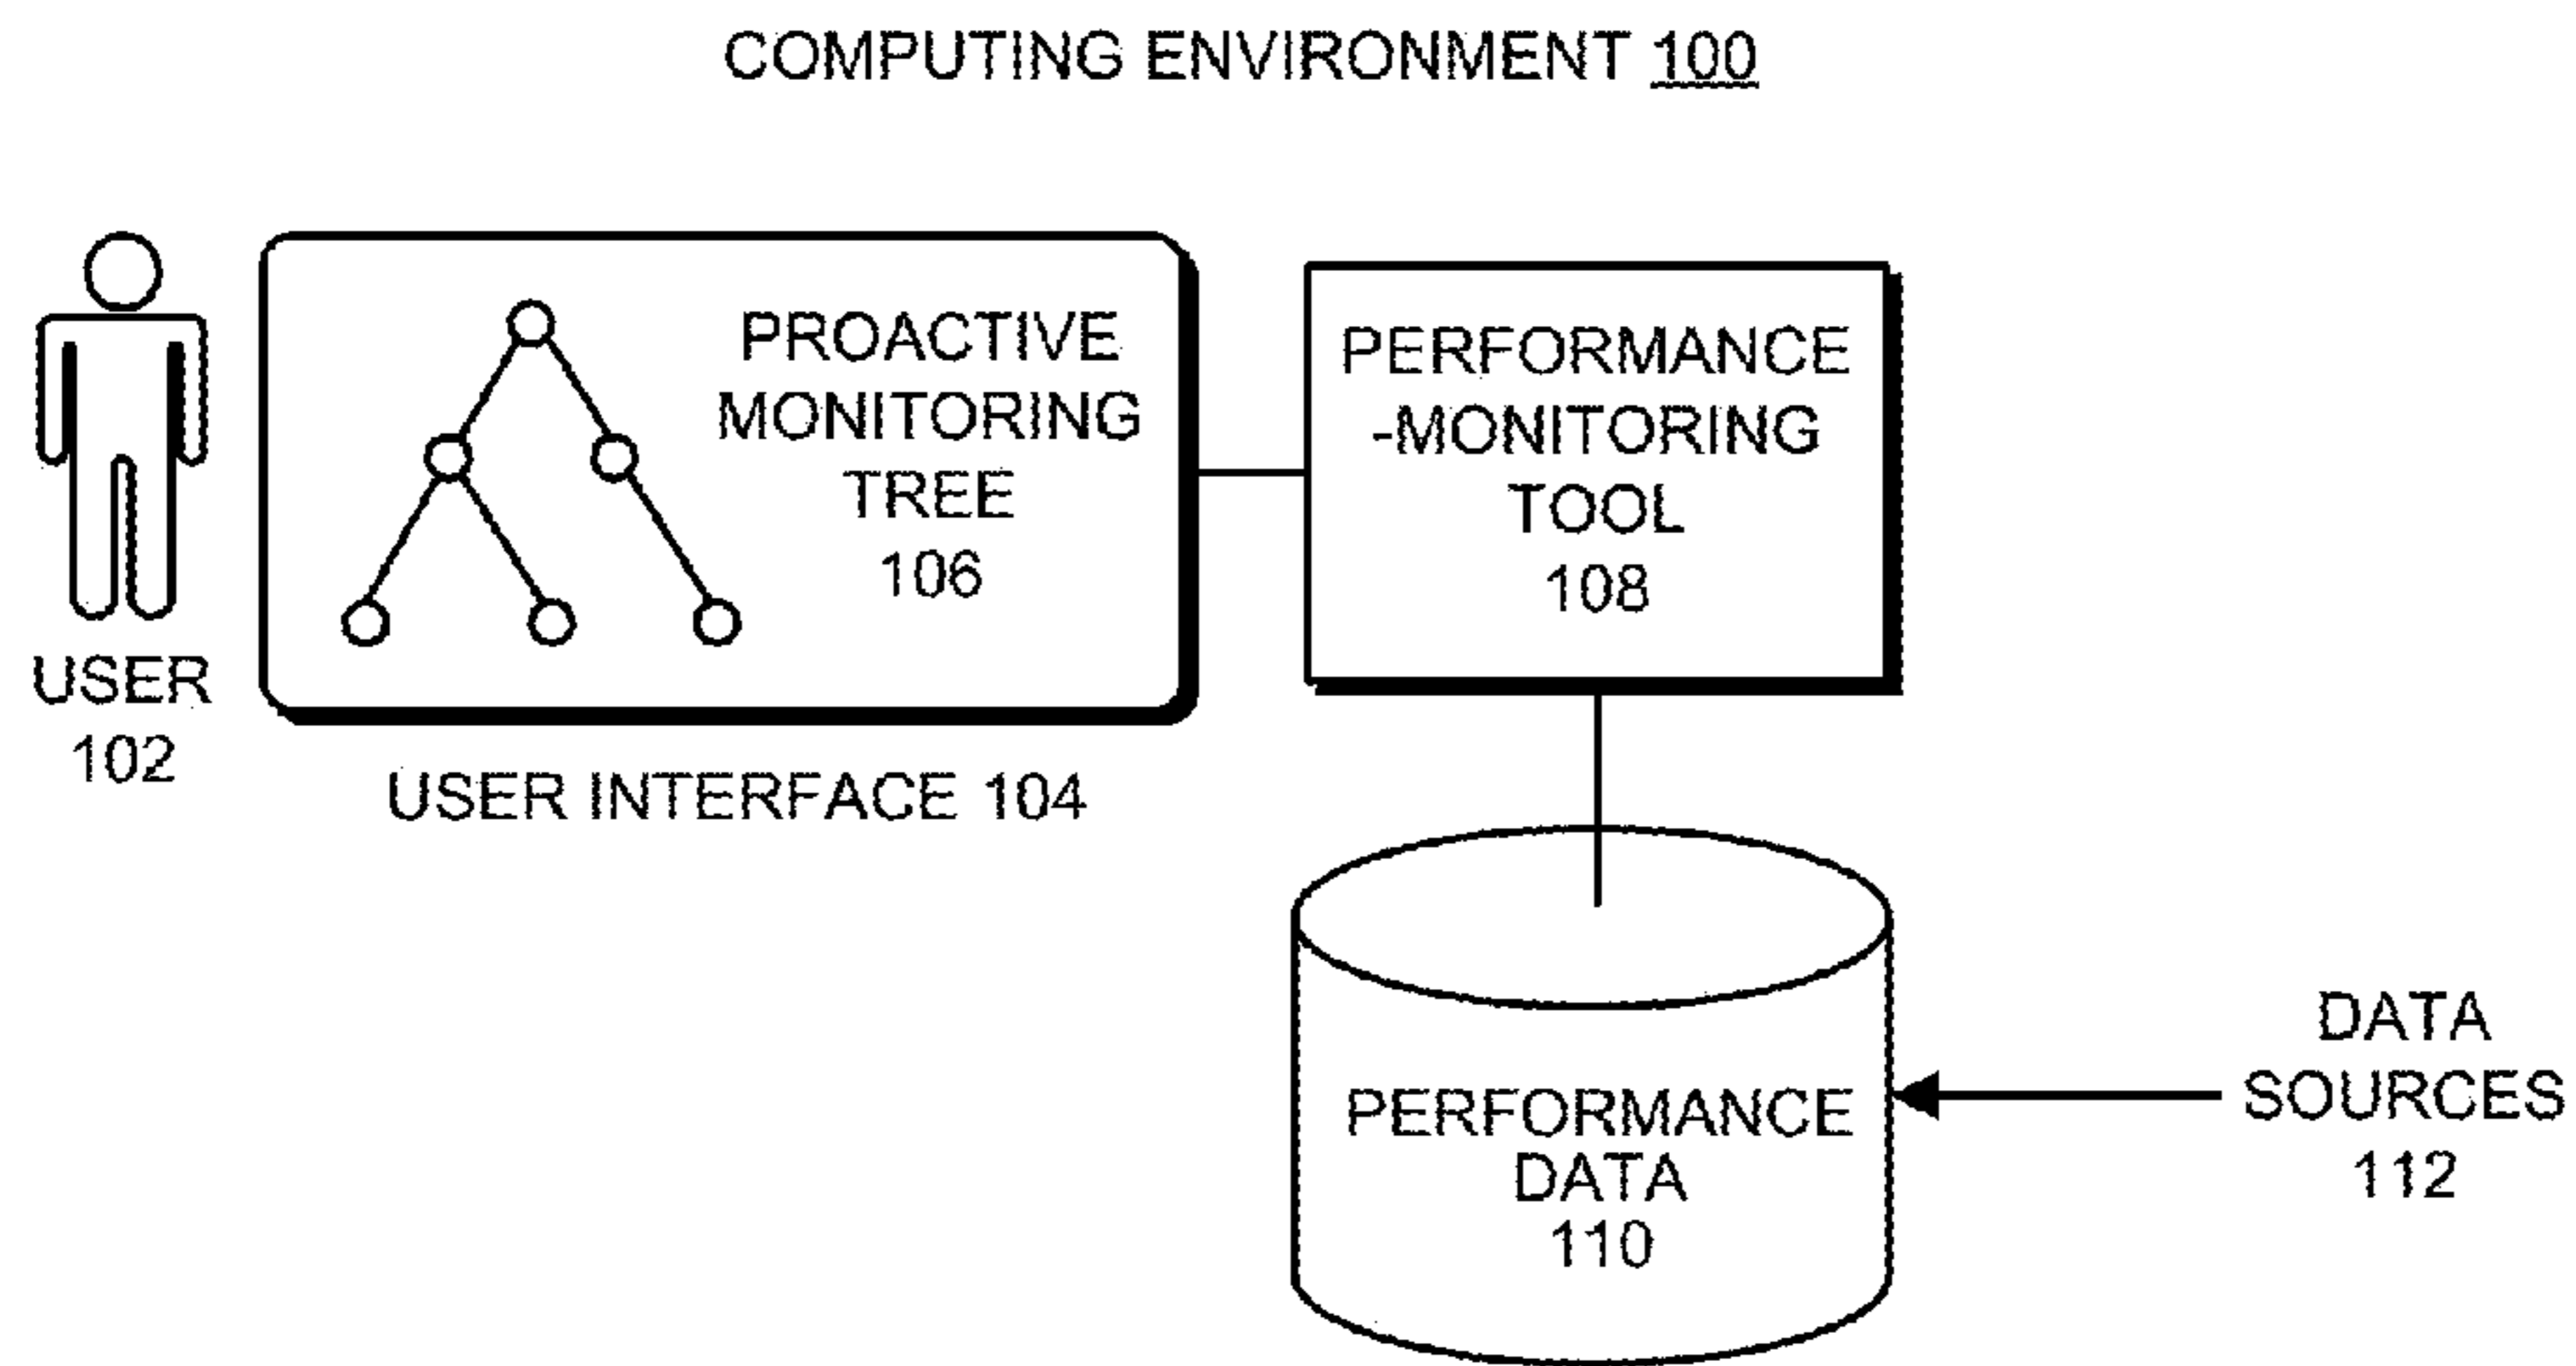 COMPUTING ENVIRONMENT 100
PROACTIVE
MONITORING
TREE
106
PERFORMANCE
-MONITORING
TOOL
108
USER
102
USER INTERFACE 104
PERFORMANCE
DATA
110
DATA
SOURCES
112